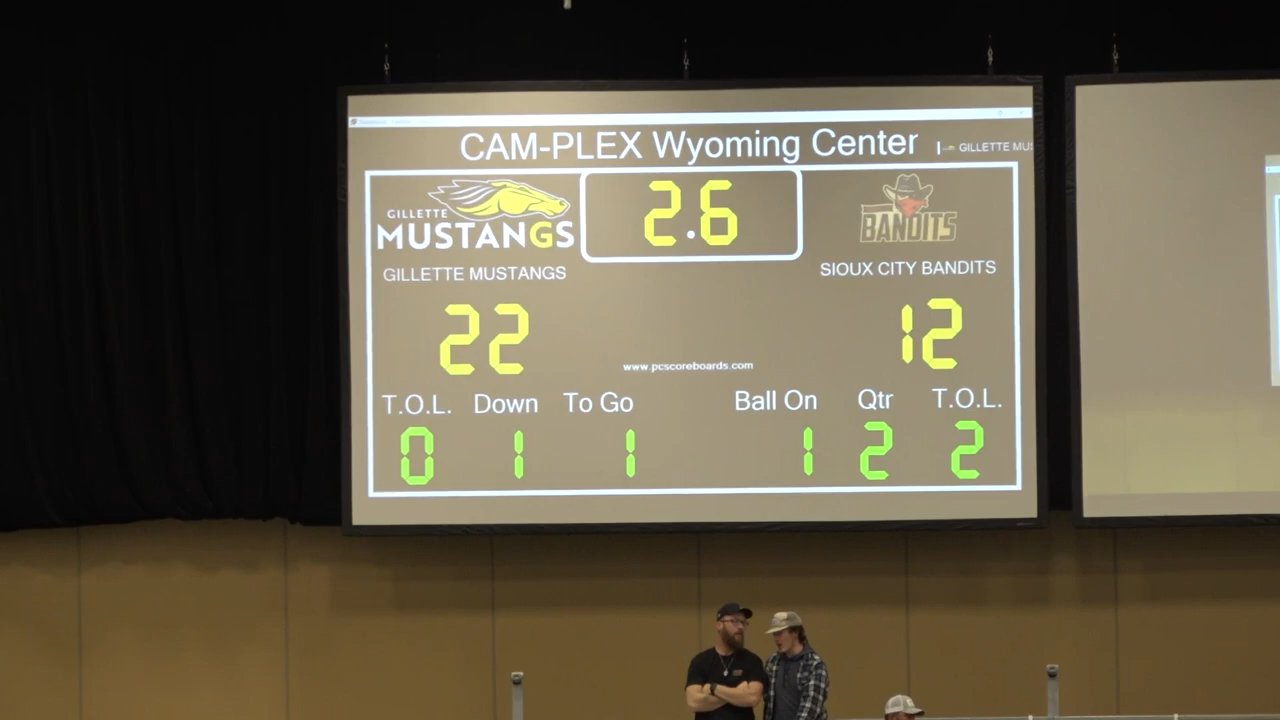 CAM-PLEX Wyoming Center
GILLETTE MUS
GILLETTE
MUSTANGS
2.6
BANDITS
GILLETTE MUSTANGS
SIOUX CITY BANDITS
22
12
www.pcscoreboards.com
T.O.L. Down To Go Ball On Qtr T.O.L.
0 1 1 1 2 2